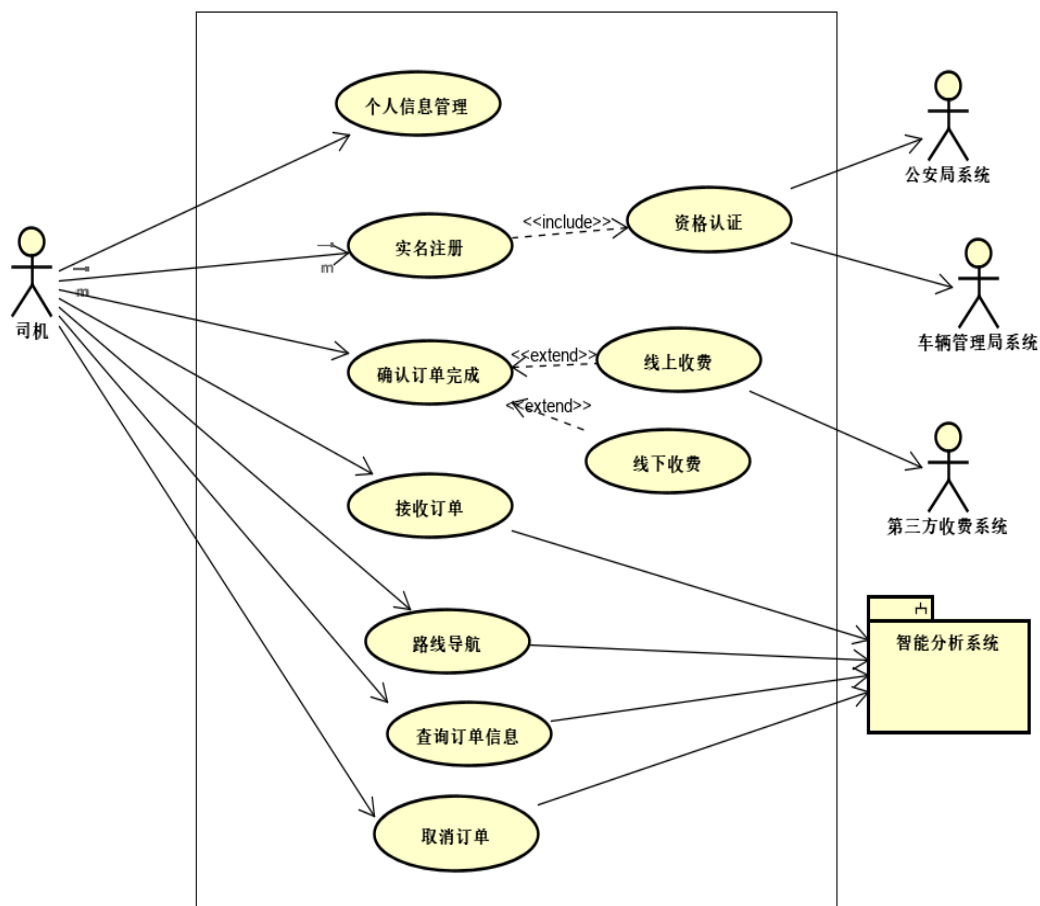 个人信息管理
公安局系统
<<include>>
资格认证
实名注册
司机
车辆管理局系统
<<extend>>
线上收费
确认订单完成
<<extend>>
线下收费
接收订单
第三方收费系统
智能分析系统
路线导航
查询订单信息
取消订单